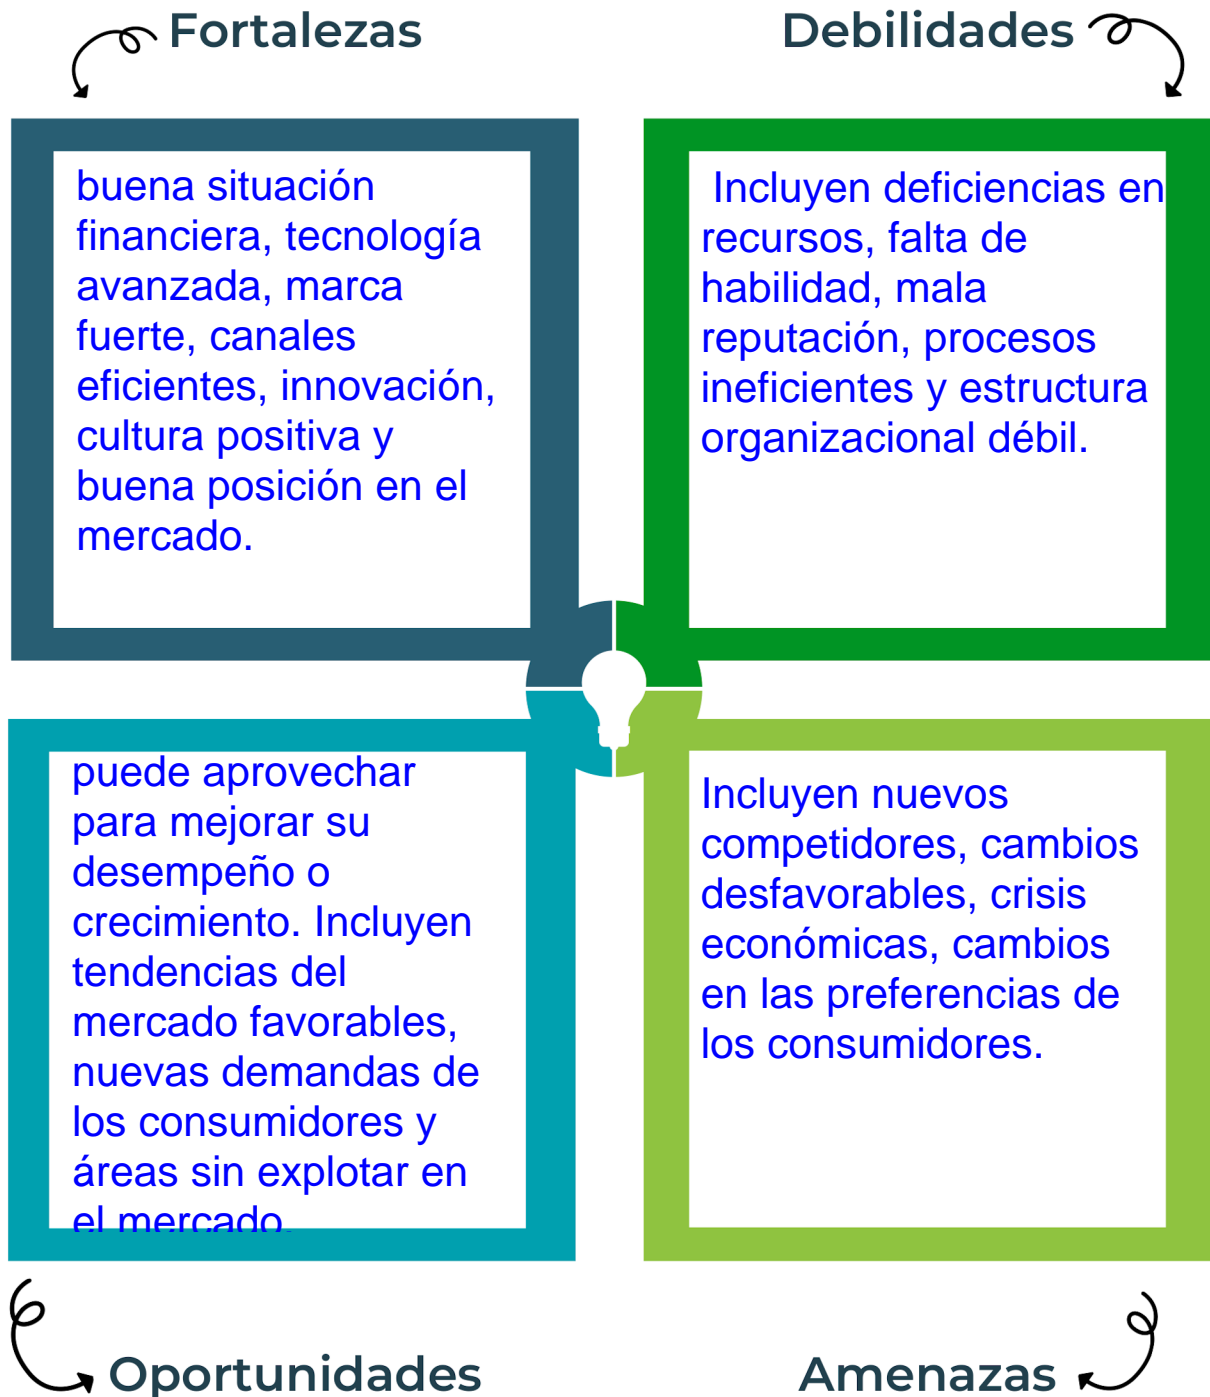 Fortalezas
buena situación
financiera, tecnología
avanzada, marca
fuerte, canales
eficientes, innovación,
cultura positiva y
buena posición en el
mercado.
Debilidades
Incluyen deficiencias en
recursos, falta de
habilidad, mala
reputación, procesos
ineficientes y estructura
organizacional débil.
puede aprovechar
para mejorar su
desempeño o
crecimiento. Incluyen
tendencias del
mercado favorables,
nuevas demandas de
los consumidores y
áreas sin explotar en
el mercado.
Oportunidades
Incluyen nuevos
competidores, cambios
desfavorables, crisis
económicas, cambios
en las preferencias de
los consumidores.
Amenazas